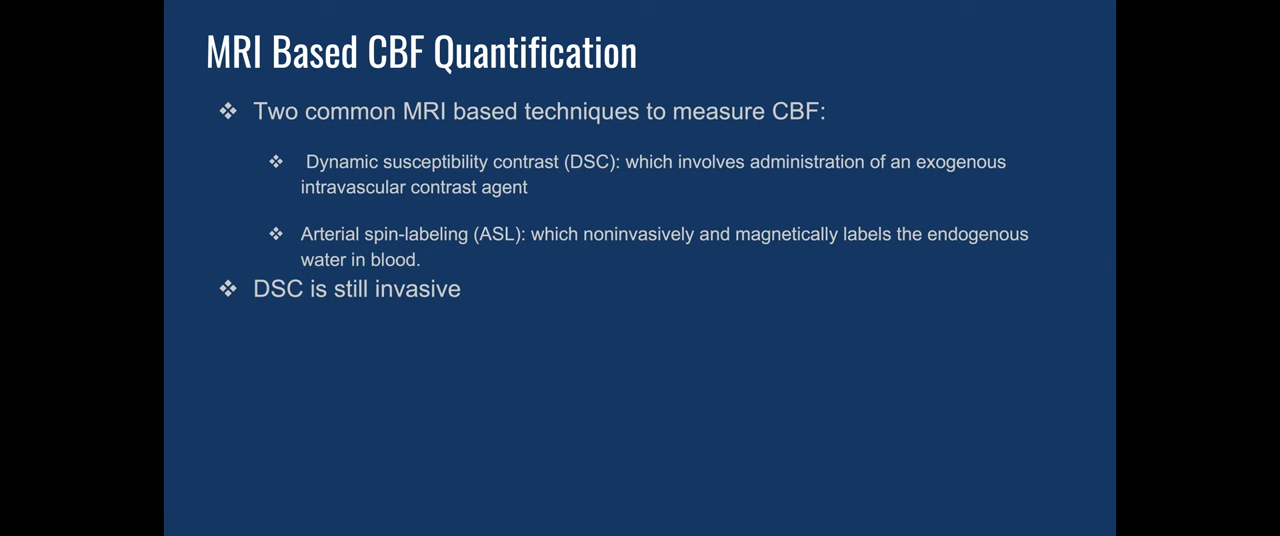 MRI Based CBF Quantification
❖ Two common MRI based techniques to measure CBF:
❖ Dynamic susceptibility contrast (DSC): which involves administration of an exogenous
intravascular contrast agent
❖ Arterial spin-labeling (ASL): which noninvasively and magnetically labels the endogenous
water in blood.
❖ DSC is still invasive